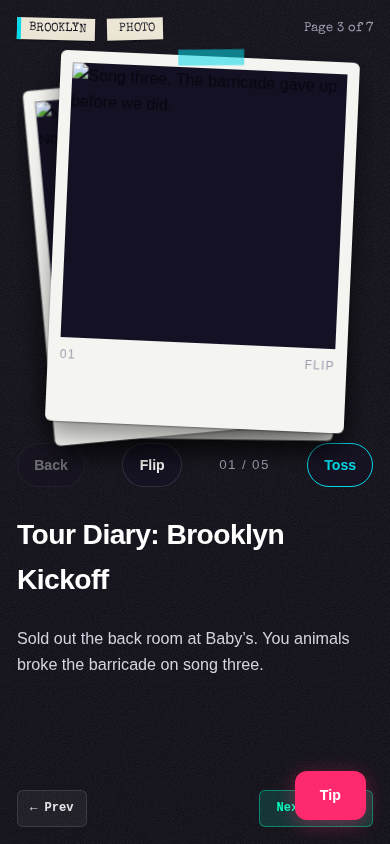 BROOKLYN PHOTO Page 3 of 7
Song three. The barricade gave up
before we did.
01 FLIP
Back Flip 01 / 05 Toss
Tour Diary: Brooklyn
Kickoff
Sold out the back room at Baby’s. You animals
broke the barricade on song three.
← Prev
Tip